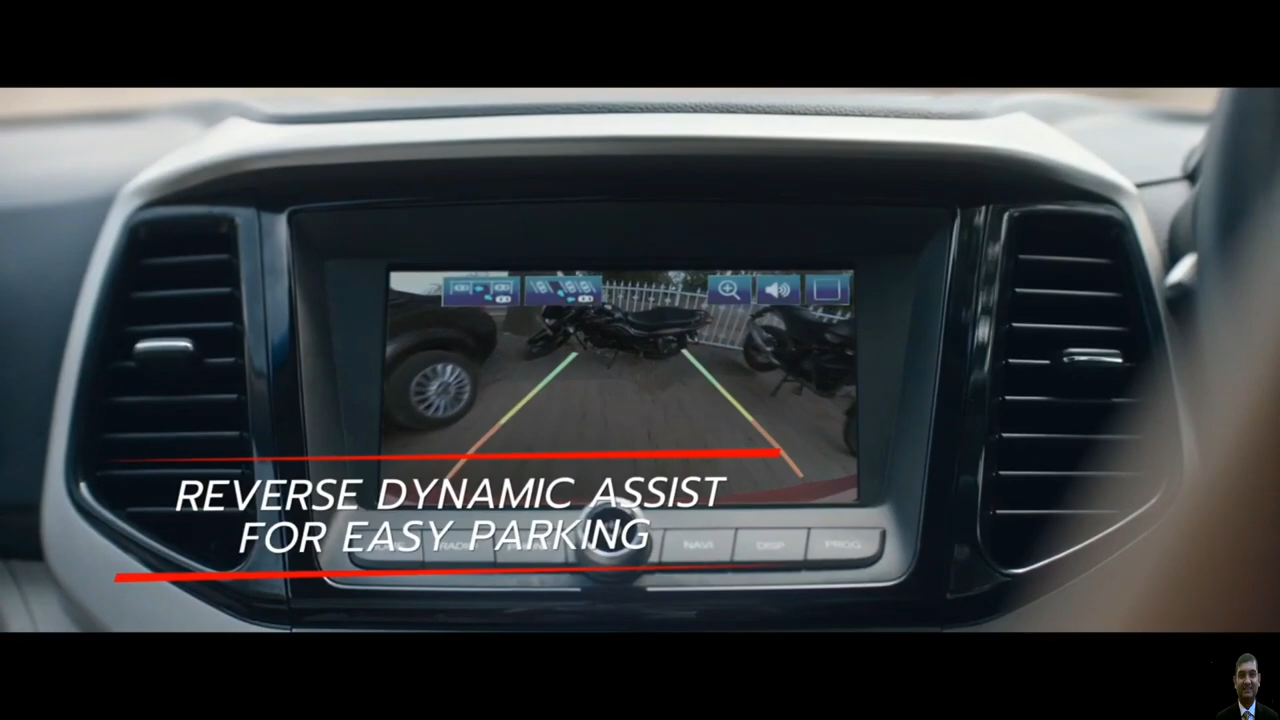 REVERSE DYNAMIC ASSIST
FOR EASY PARKING
NAVI
DISP
PROG